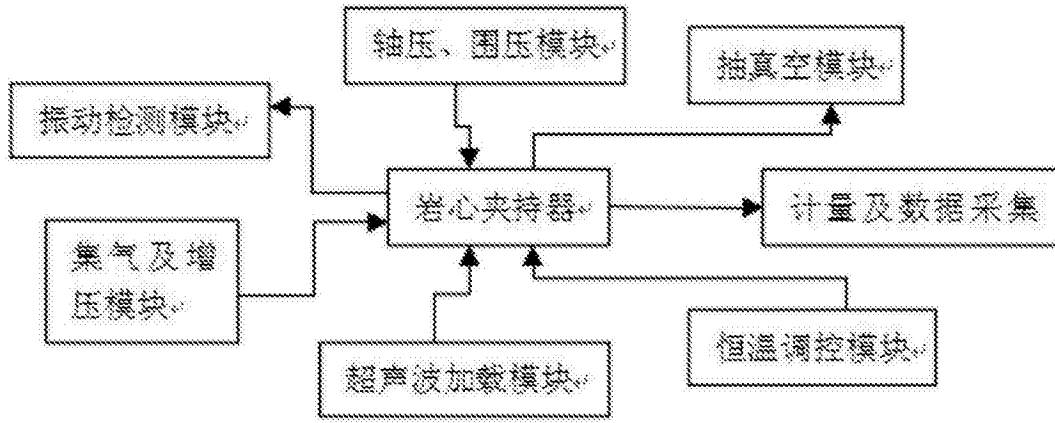 轴压、围压模块
抽真空模块
振动检测模块
岩心夹持器
计量及数据采集
集气及增
压模块
超声波加载模块
恒温调控模块